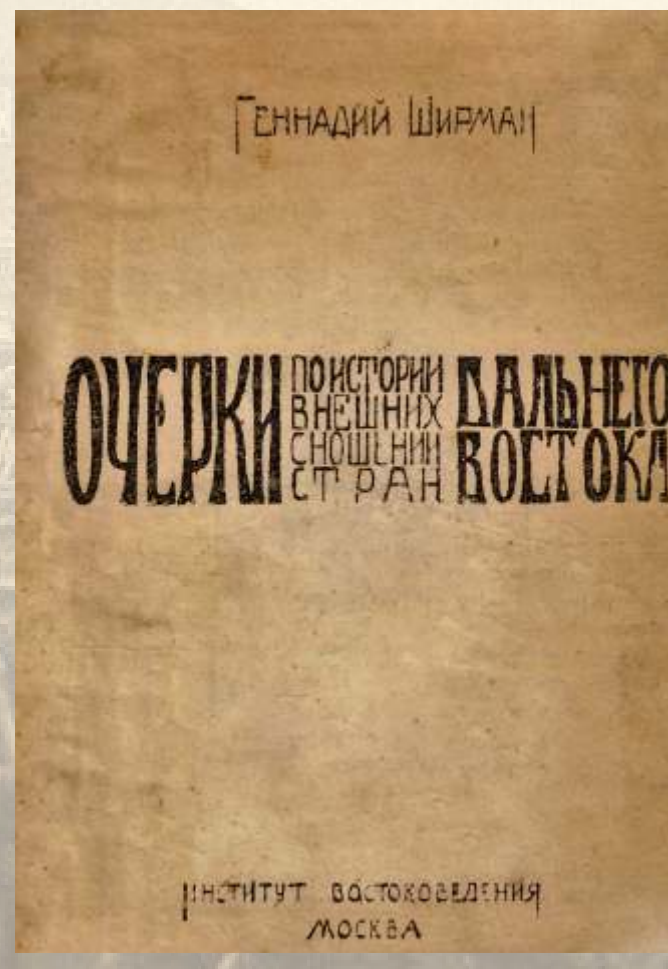 Геннадий Ширман
ОЧЕРКИ
ПО ИСТОРИИ
ВНЕШНИХ
СНОШЕНИЙ
СТРАН
ДАЛЬНЕГО
ВОСТОКА
ИНСТИТУТ ВОСТОКОВЕДЕНИЯ
МОСКВА